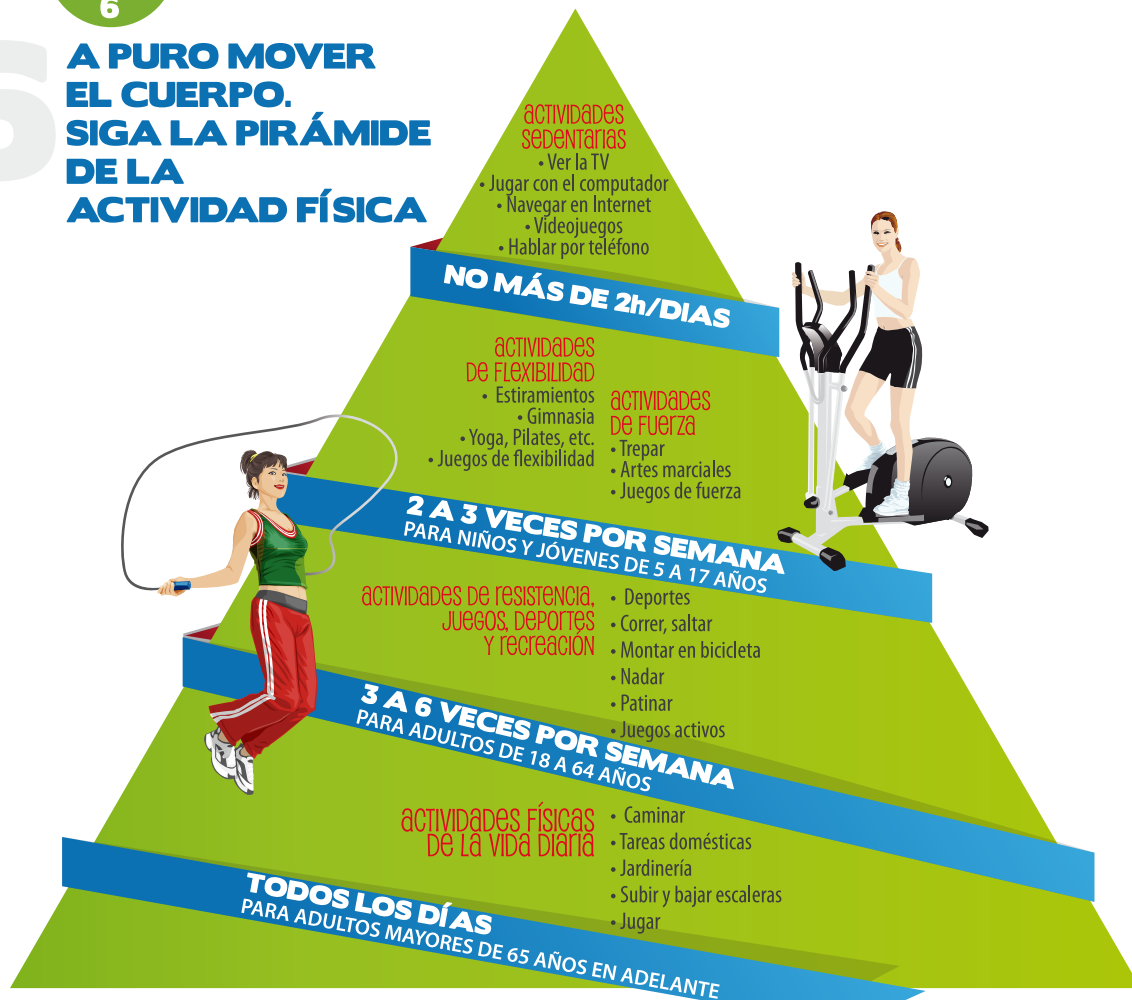 6
6
A PURO MOVER
EL CUERPO.
SIGA LA PIRÁMIDE
DE LA
ACTIVIDAD FÍSICA
ACTIVIDADES
SEDENTARIAS
• Ver la TV
• Jugar con el computador
• Navegar en Internet
• Videojuegos
• Hablar por teléfono
NO MÁS DE 2h/DIAS
ACTIVIDADES
DE FLEXIBILIDAD
• Estiramientos
• Gimnasia
• Yoga, Pilates, etc.
• Juegos de flexibilidad
ACTIVIDADES
DE FUERZA
• Trepar
• Artes marciales
• Juegos de fuerza
2 A 3 VECES POR SEMANA
PARA NIÑOS Y JÓVENES DE 5 A 17 AÑOS
ACTIVIDADES DE RESISTENCIA,
JUEGOS, DEPORTES
Y RECREACIÓN
• Deportes
• Correr, saltar
• Montar en bicicleta
• Nadar
• Patinar
• Juegos activos
3 A 6 VECES POR SEMANA
PARA ADULTOS DE 18 A 64 AÑOS
ACTIVIDADES FÍSICAS
DE LA VIDA DIARIA
• Caminar
• Tareas domésticas
• Jardinería
• Subir y bajar escaleras
• Jugar
TODOS LOS DÍAS
PARA ADULTOS MAYORES DE 65 AÑOS EN ADELANTE